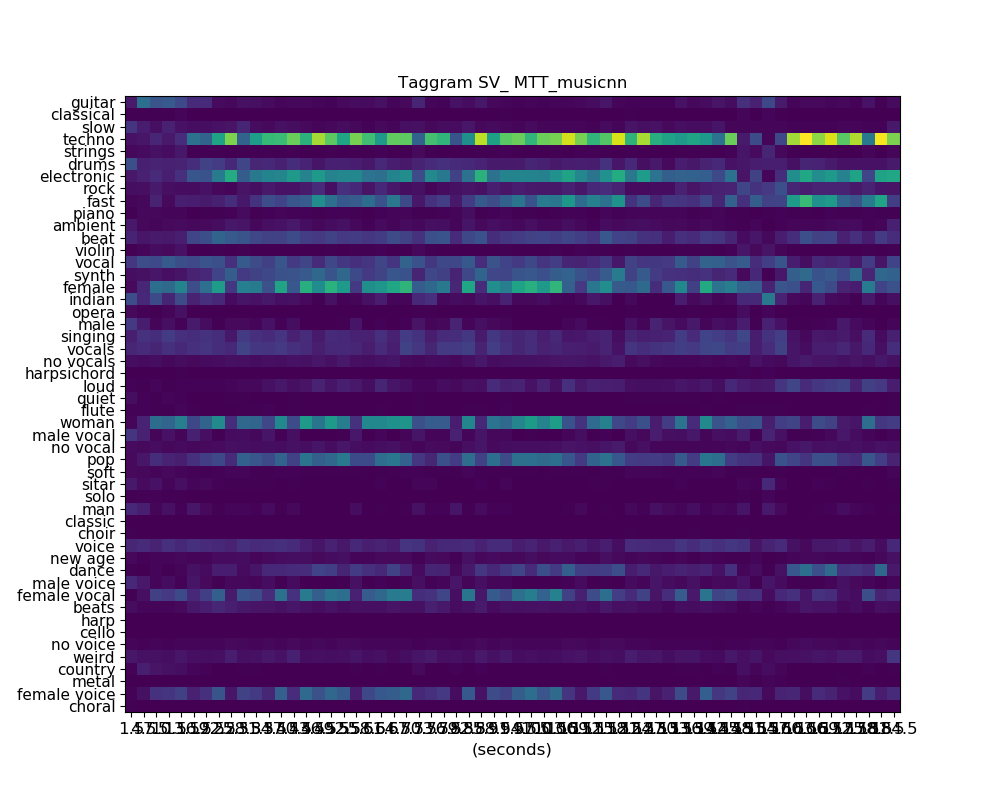 Taggram SV_ MTT_musicnn
guitar
classical
slow
techno
strings
drums
electronic
rock
fast
piano
ambient
beat
violin
vocal
synth
female
indian
opera
male
singing
vocals
no vocals
harpsichord
loud
quiet
flute
woman
male vocal
no vocal
pop
soft
sitar
solo
man
classic
choir
voice
new age
dance
male voice
female vocal
beats
harp
cello
no voice
weird
country
metal
female voice
choral
(seconds)